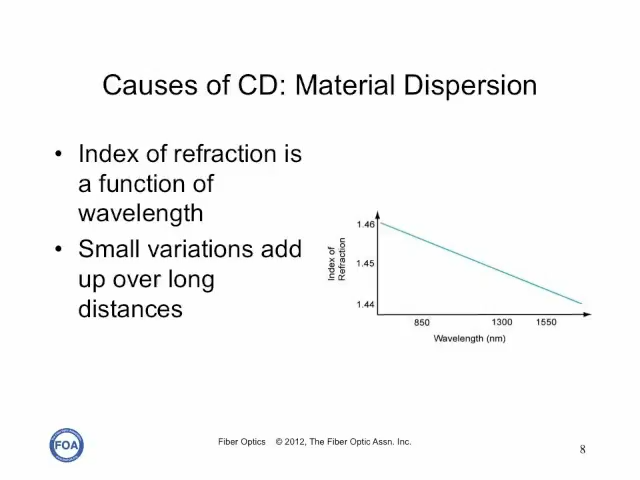 Causes of CD: Material Dispersion
• Index of refraction is
a function of
wavelength
• Small variations add
up over long
distances
Index of
Refraction
1.46
1.45
1.44
850 1300 1550
Wavelength (nm)
FOA
Fiber Optics © 2012, The Fiber Optic Assn. Inc.
8